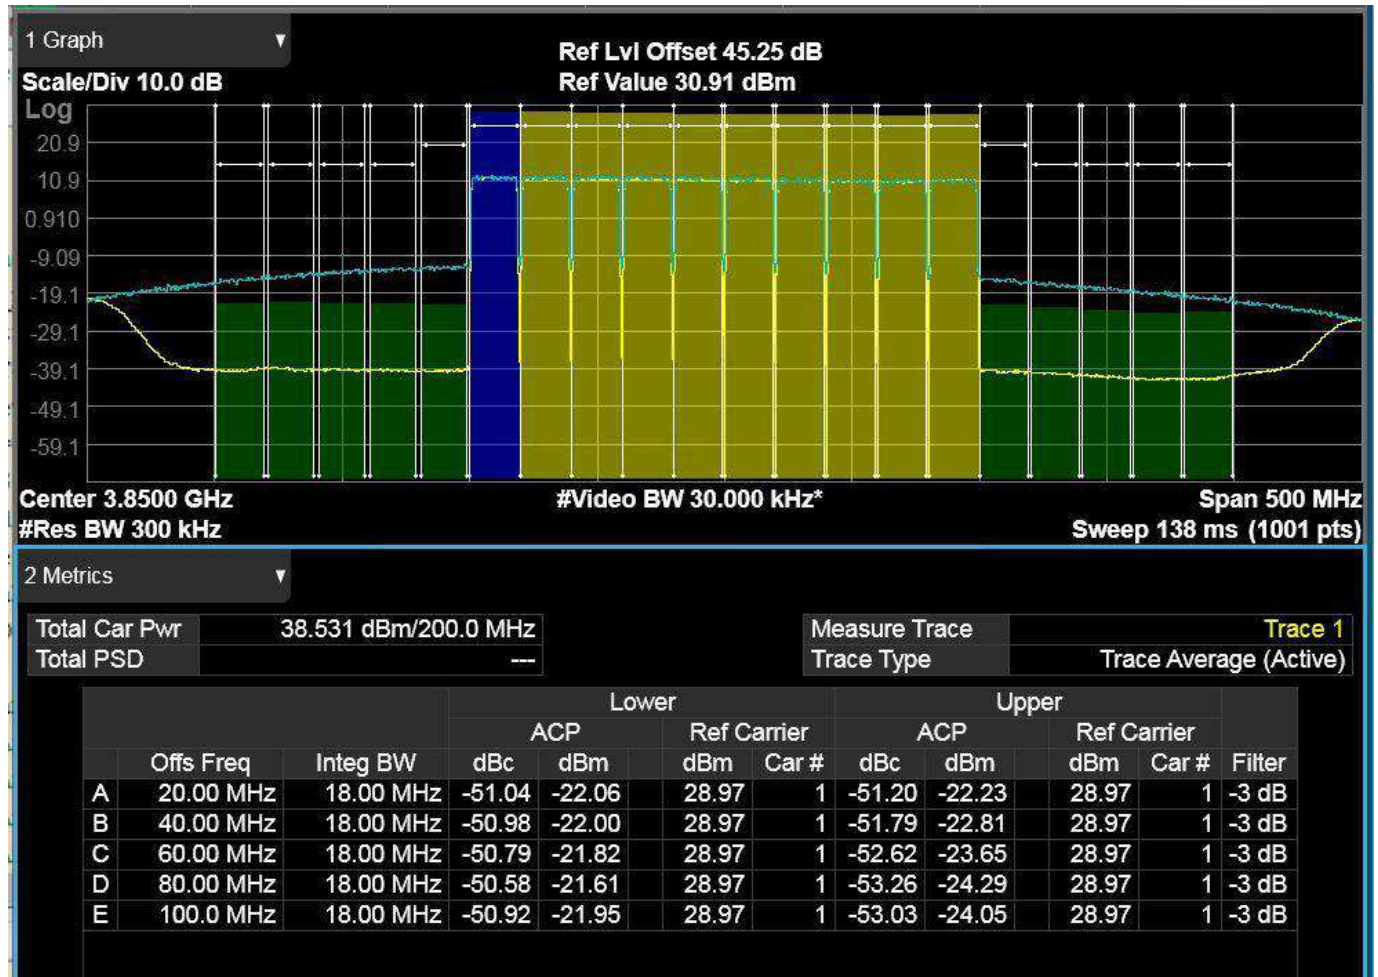 1 Graph
Ref Lvl Offset 45.25 dB
Scale/Div 10.0 dB
Ref Value 30.91 dBm
Log
20.9
10.9
0.910
-9.09
-19.1
-29.1
-39.1
-49.1
-59.1
Center 3.8500 GHz
#Video BW 30.000 kHz*
Span 500 MHz
#Res BW 300 kHz
Sweep 138 ms (1001 pts)
2 Metrics
Total Car Pwr 38.531 dBm/200.0 MHz
Measure Trace Trace 1
Total PSD ---
Trace Type Trace Average (Active)
Lower Upper
ACP Ref Carrier ACP Ref Carrier
Offs Freq Integ BW dBc dBm dBm Car # dBc dBm dBm Car # Filter
A 20.00 MHz 18.00 MHz -51.04 -22.06 28.97 1 -51.20 -22.23 28.97 1 -3 dB
B 40.00 MHz 18.00 MHz -50.98 -22.00 28.97 1 -51.79 -22.81 28.97 1 -3 dB
C 60.00 MHz 18.00 MHz -50.79 -21.82 28.97 1 -52.62 -23.65 28.97 1 -3 dB
D 80.00 MHz 18.00 MHz -50.58 -21.61 28.97 1 -53.26 -24.29 28.97 1 -3 dB
E 100.0 MHz 18.00 MHz -50.92 -21.95 28.97 1 -53.03 -24.05 28.97 1 -3 dB